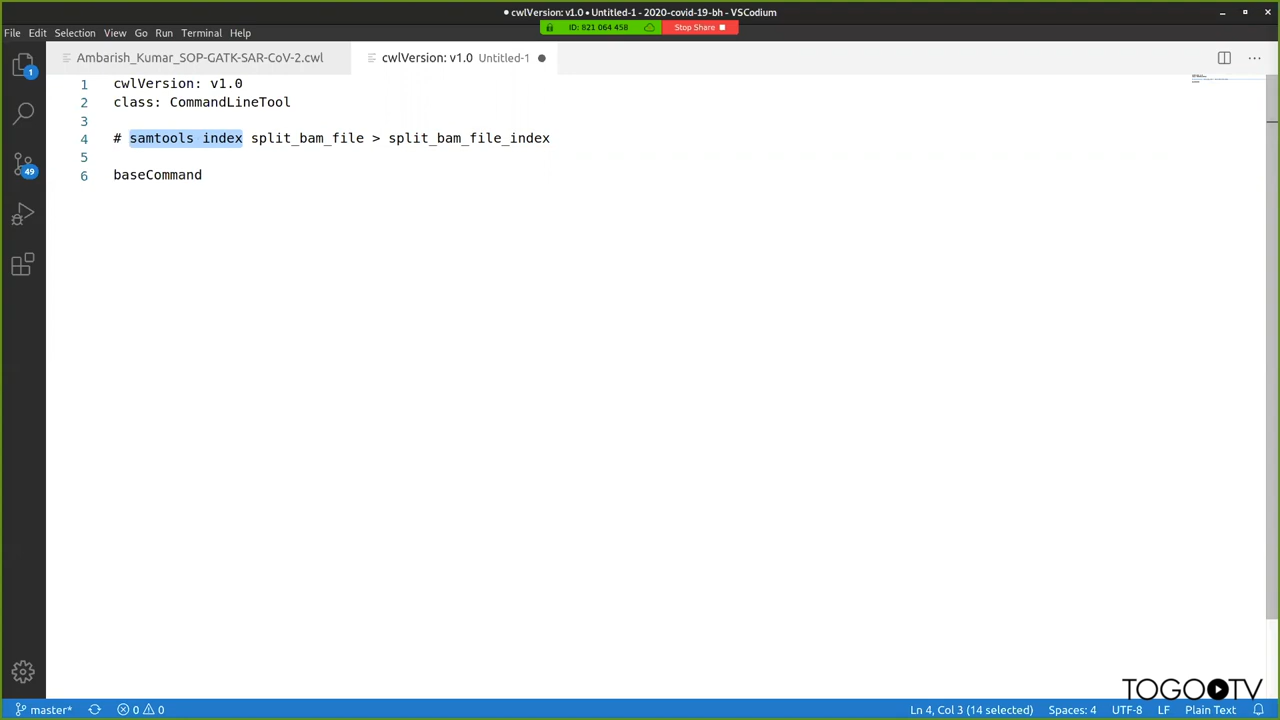 cwlVersion: v1.0 • Untitled-1 - 2020-covid-19-bh - VSCodium
ID: 821 064 458 Stop Share
File Edit Selection View Go Run Terminal Help
Ambarish_Kumar_SOP-GATK-SAR-CoV-2.cwl cwlVersion: v1.0 Untitled-1
1 cwlVersion: v1.0
2 class: CommandLineTool
3
4 # samtools index split_bam_file > split_bam_file_index
5
6 baseCommand
1
49
TOGOTV
master* 0 0 Ln 4, Col 3 (14 selected) Spaces: 4 UTF-8 LF Plain Text